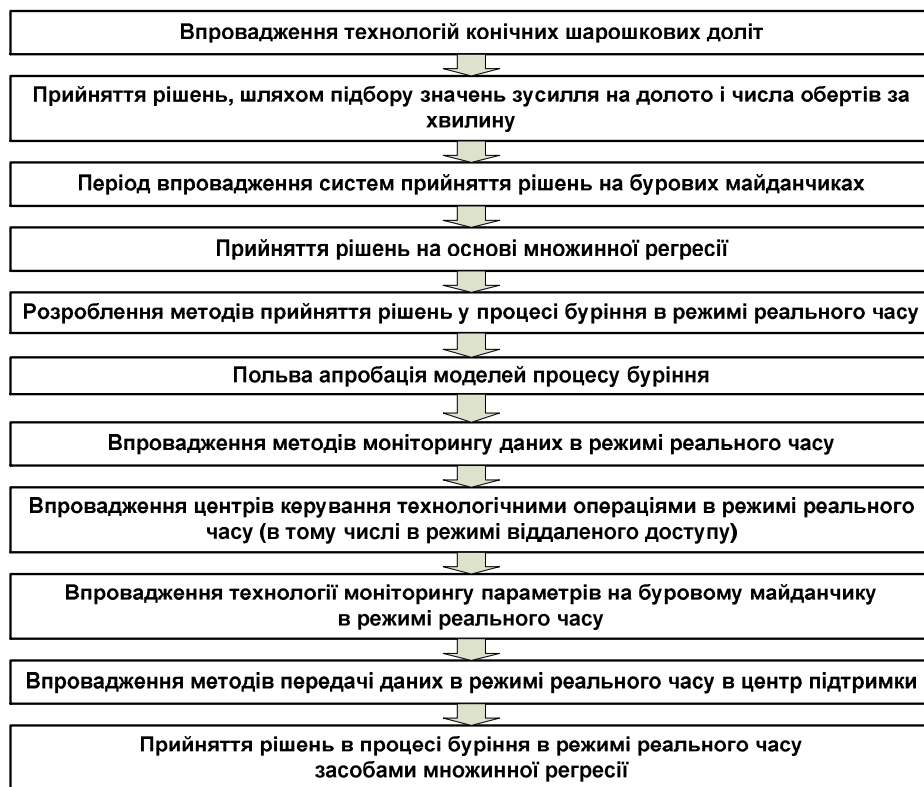 Впровадження технологій конічних шарошкових доліт
Прийняття рішень, шляхом підбору значень зусилля на долото і числа обертів за
хвилину
Період впровадження систем прийняття рішень на бурових майданчиках
Прийняття рішень на основі множинної регресії
Розроблення методів прийняття рішень у процесі буріння в режимі реального часу
Польва апробація моделей процесу буріння
Впровадження методів моніторингу даних в режимі реального часу
Впровадження центрів керування технологічними операціями в режимі реального
часу (в тому числі в режимі віддаленого доступу)
Впровадження технології моніторингу параметрів на буровому майданчику
в режимі реального часу
Впровадження методів передачі даних в режимі реального часу в центр підтримки
Прийняття рішень в процесі буріння в режимі реального часу
засобами множинної регресії